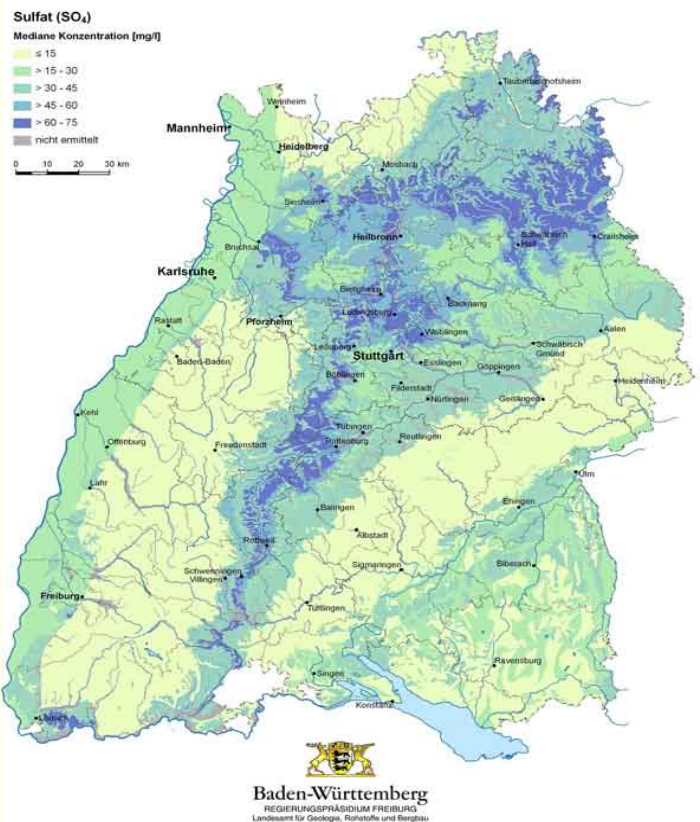 Sulfat (SO₄)
Mediane Konzentration [mg/l]
≤ 15
> 15 - 30
> 30 - 45
> 45 - 60
> 60 - 75
nicht ermittelt
0 10 20 30 km
Tauberbischofsheim
Weinheim
Mannheim
Heidelberg
Mosbach
Sinsheim
Heilbronn
Schwäbisch
Hall
Crailsheim
Bruchsal
Karlsruhe
Bietigheim
Backnang
Ludwigsburg
Rastatt
Pforzheim
Waiblingen
Aalen
Leonberg
Stuttgart
Schwäbisch
Gmünd
Baden-Baden
Esslingen
Göppingen
Böblingen
Filderstadt
Heidenheim
Nürtingen
Geislingen
Kehl
Tübingen
Offenburg
Freudenstadt
Rottenburg
Reutlingen
Lahr
Ulm
Balingen
Ehingen
Albstadt
Rottweil
Sigmaringen
Biberach
Schwenningen
Villingen
Freiburg
Tuttlingen
Ravensburg
Singen
Konstanz
Lörrach
Baden-Württemberg
REGIERUNGSPRÄSIDIUM FREIBURG
Landesamt für Geologie, Rohstoffe und Bergbau